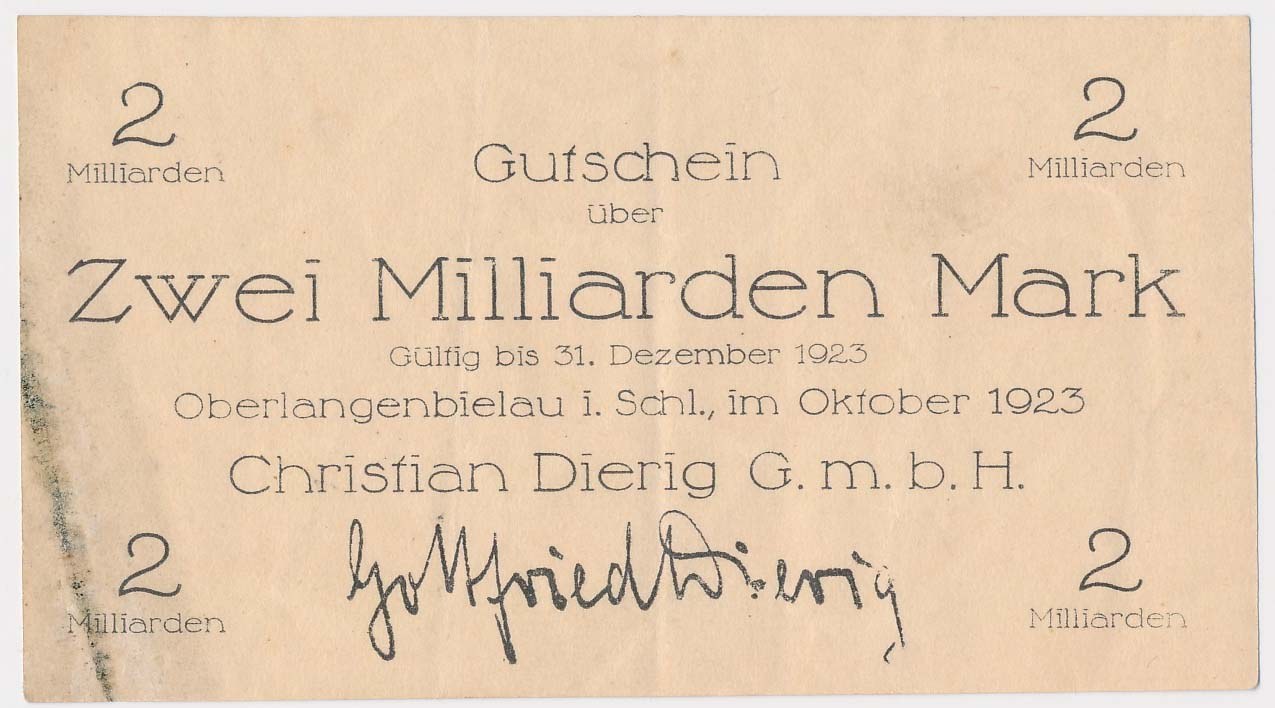 2 2
Milliarden Milliarden
Gutschein
über
Zwei Milliarden Mark
Gültig bis 31. Dezember 1923
Oberlangenbielau i. Schl., im Oktober 1923
Christian Dierig G. m. b. H.
Gottfried Dierig
2 2
Milliarden Milliarden